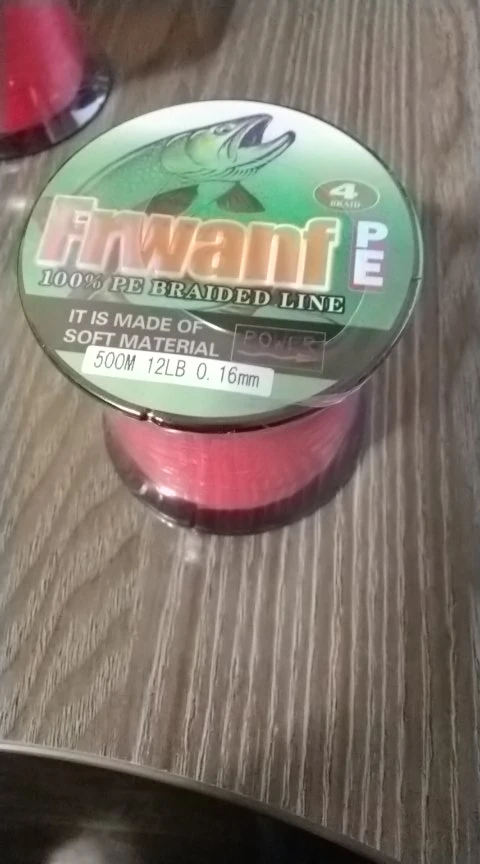 4
BRAID
Frwanf
PE
100% PE BRAIDED LINE
IT IS MADE OF
SOFT MATERIAL
POWER
500M 12LB 0.16mm